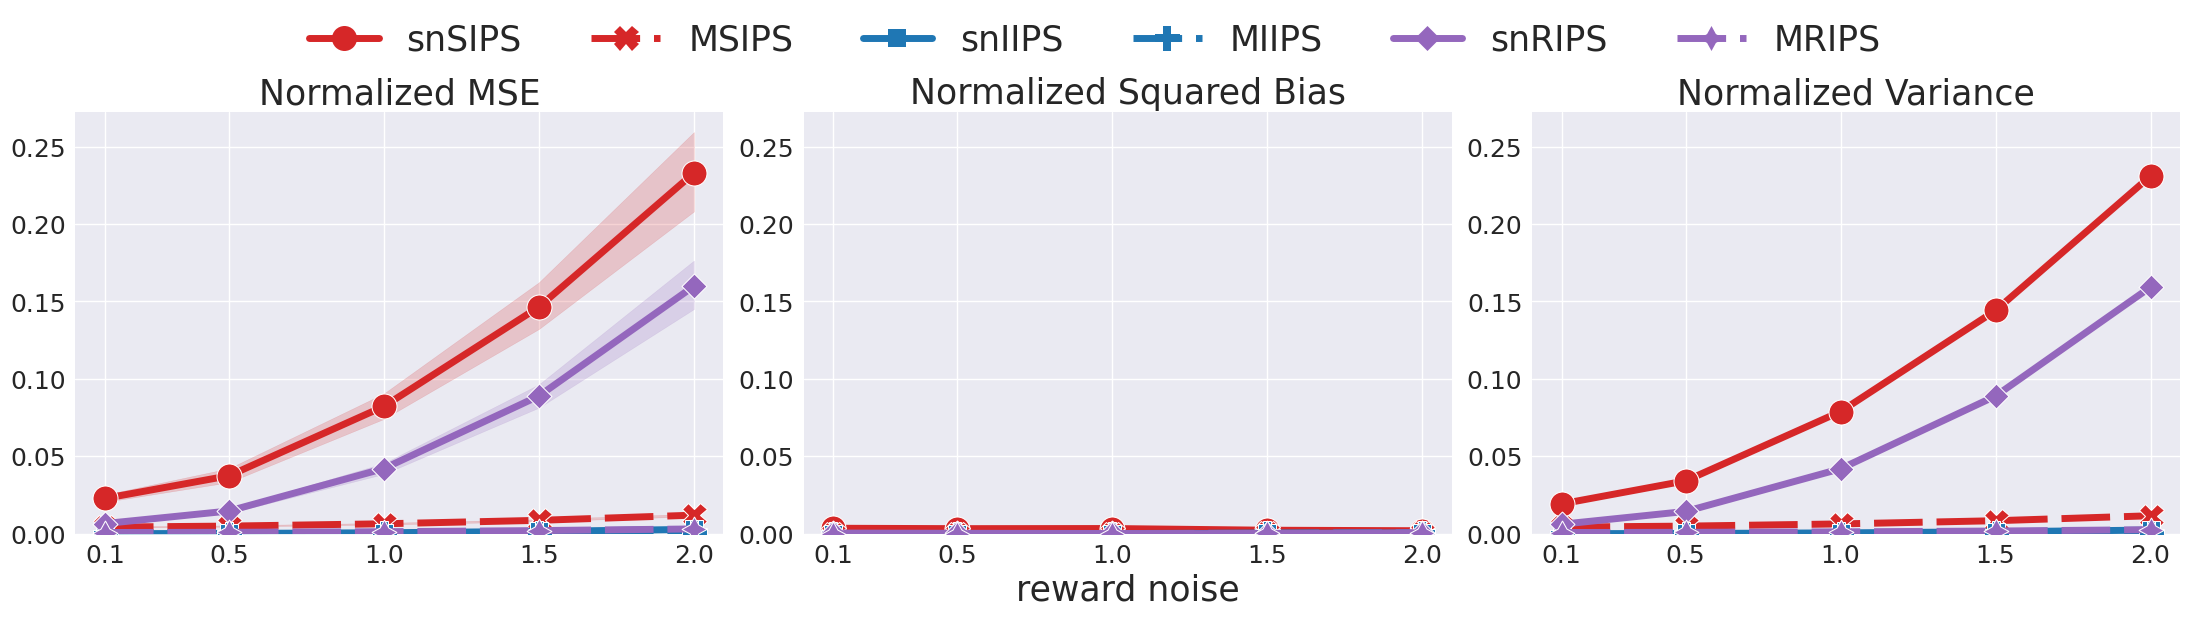 snSIPS MSIPS snIIPS MIIPS snRIPS MRIPS
Normalized MSE Normalized Squared Bias Normalized Variance
0.25 0.25 0.25
0.20 0.20 0.20
0.15 0.15 0.15
0.10 0.10 0.10
0.05 0.05 0.05
0.00 0.00 0.00
0.1 0.5 1.0 1.5 2.0 0.1 0.5 1.0 1.5 2.0 0.1 0.5 1.0 1.5 2.0
reward noise